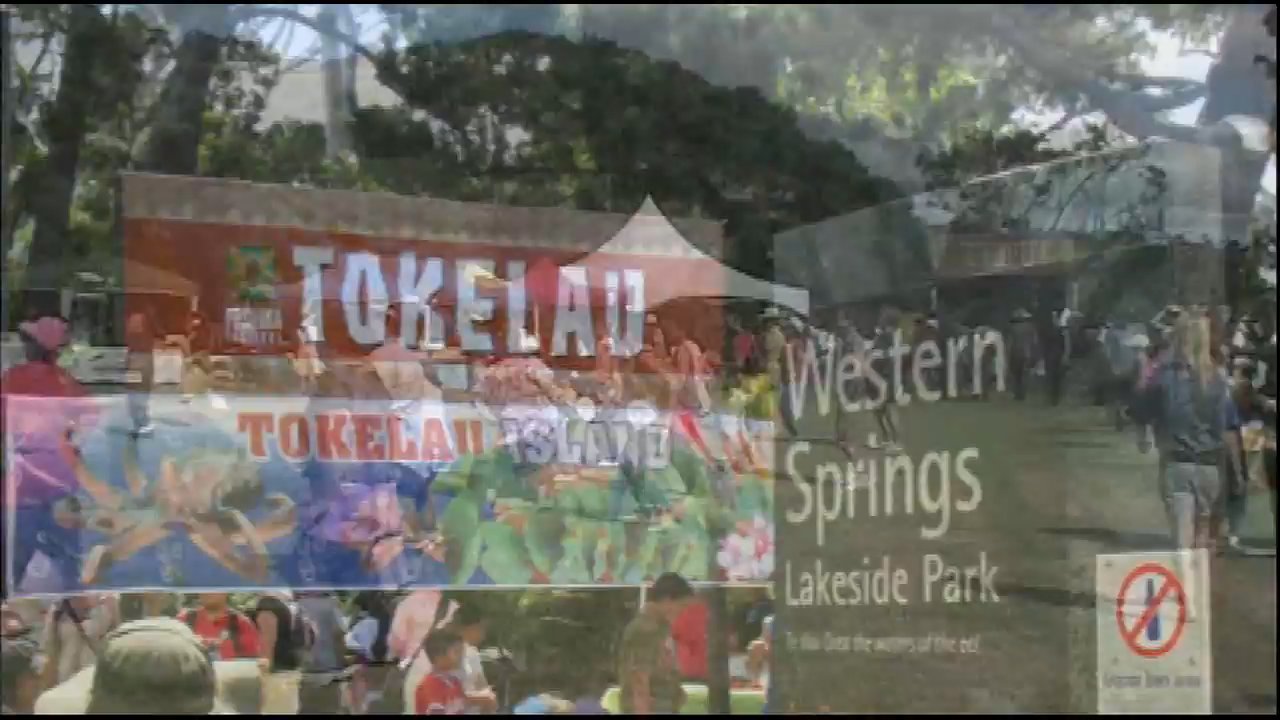 TOKELAU
TOKELAU ISLAND
Western
Springs
Lakeside Park